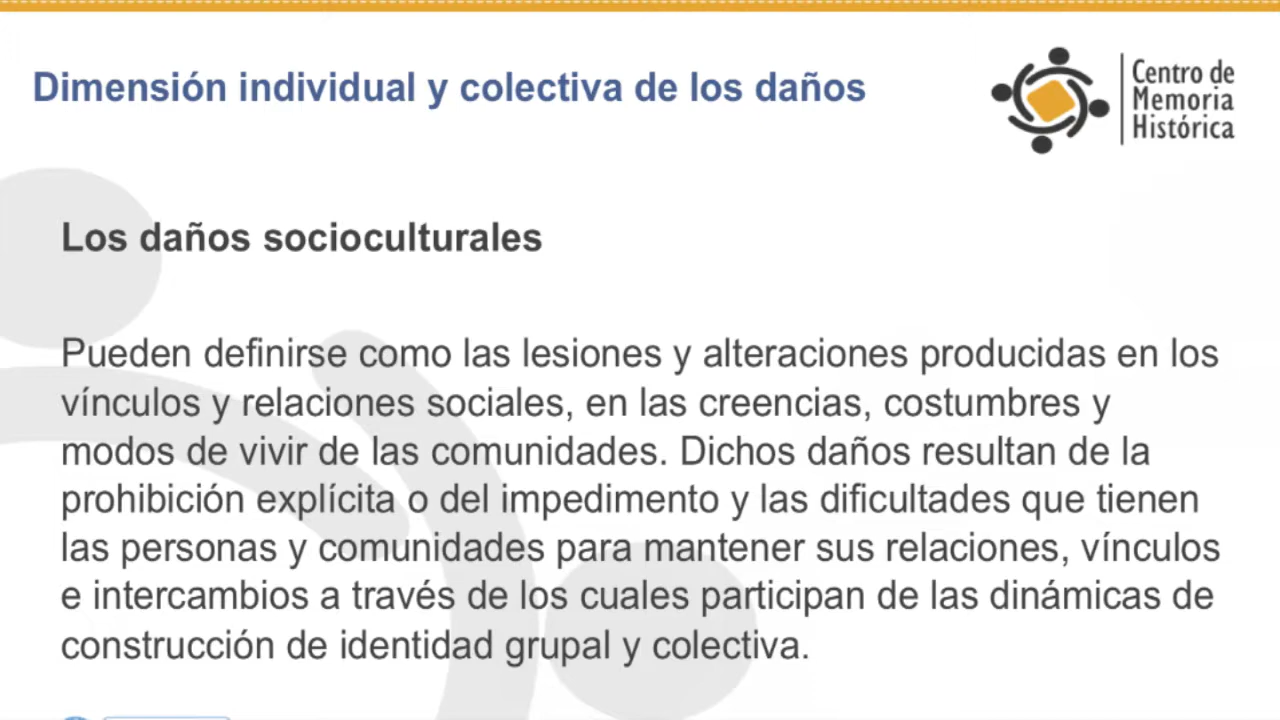 Dimensión individual y colectiva de los daños
Centro de
Memoria
Histórica
Los daños socioculturales
Pueden definirse como las lesiones y alteraciones producidas en los
vínculos y relaciones sociales, en las creencias, costumbres y
modos de vivir de las comunidades. Dichos daños resultan de la
prohibición explícita o del impedimento y las dificultades que tienen
las personas y comunidades para mantener sus relaciones, vínculos
e intercambios a través de los cuales participan de las dinámicas de
construcción de identidad grupal y colectiva.